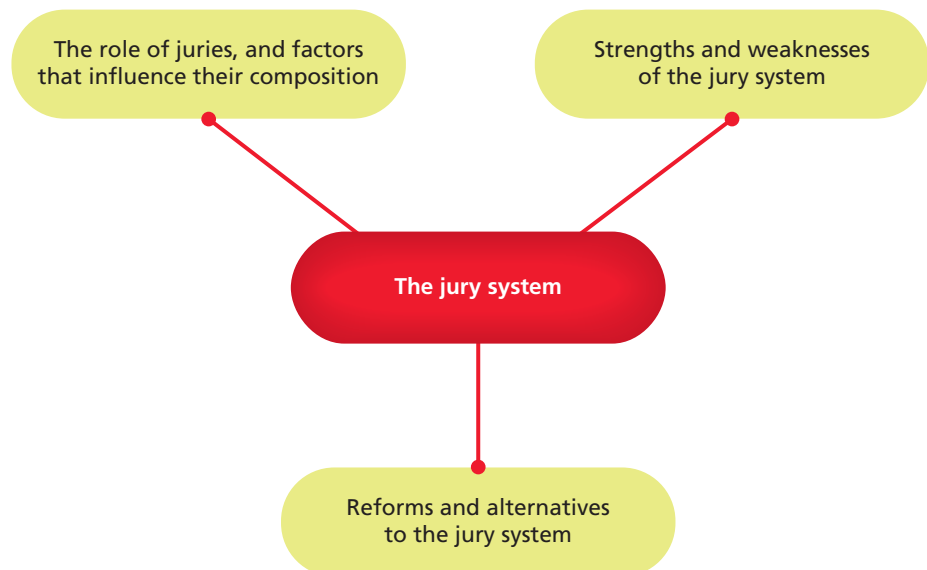 The role of juries, and factors
that influence their composition
Strengths and weaknesses
of the jury system
The jury system
Reforms and alternatives
to the jury system